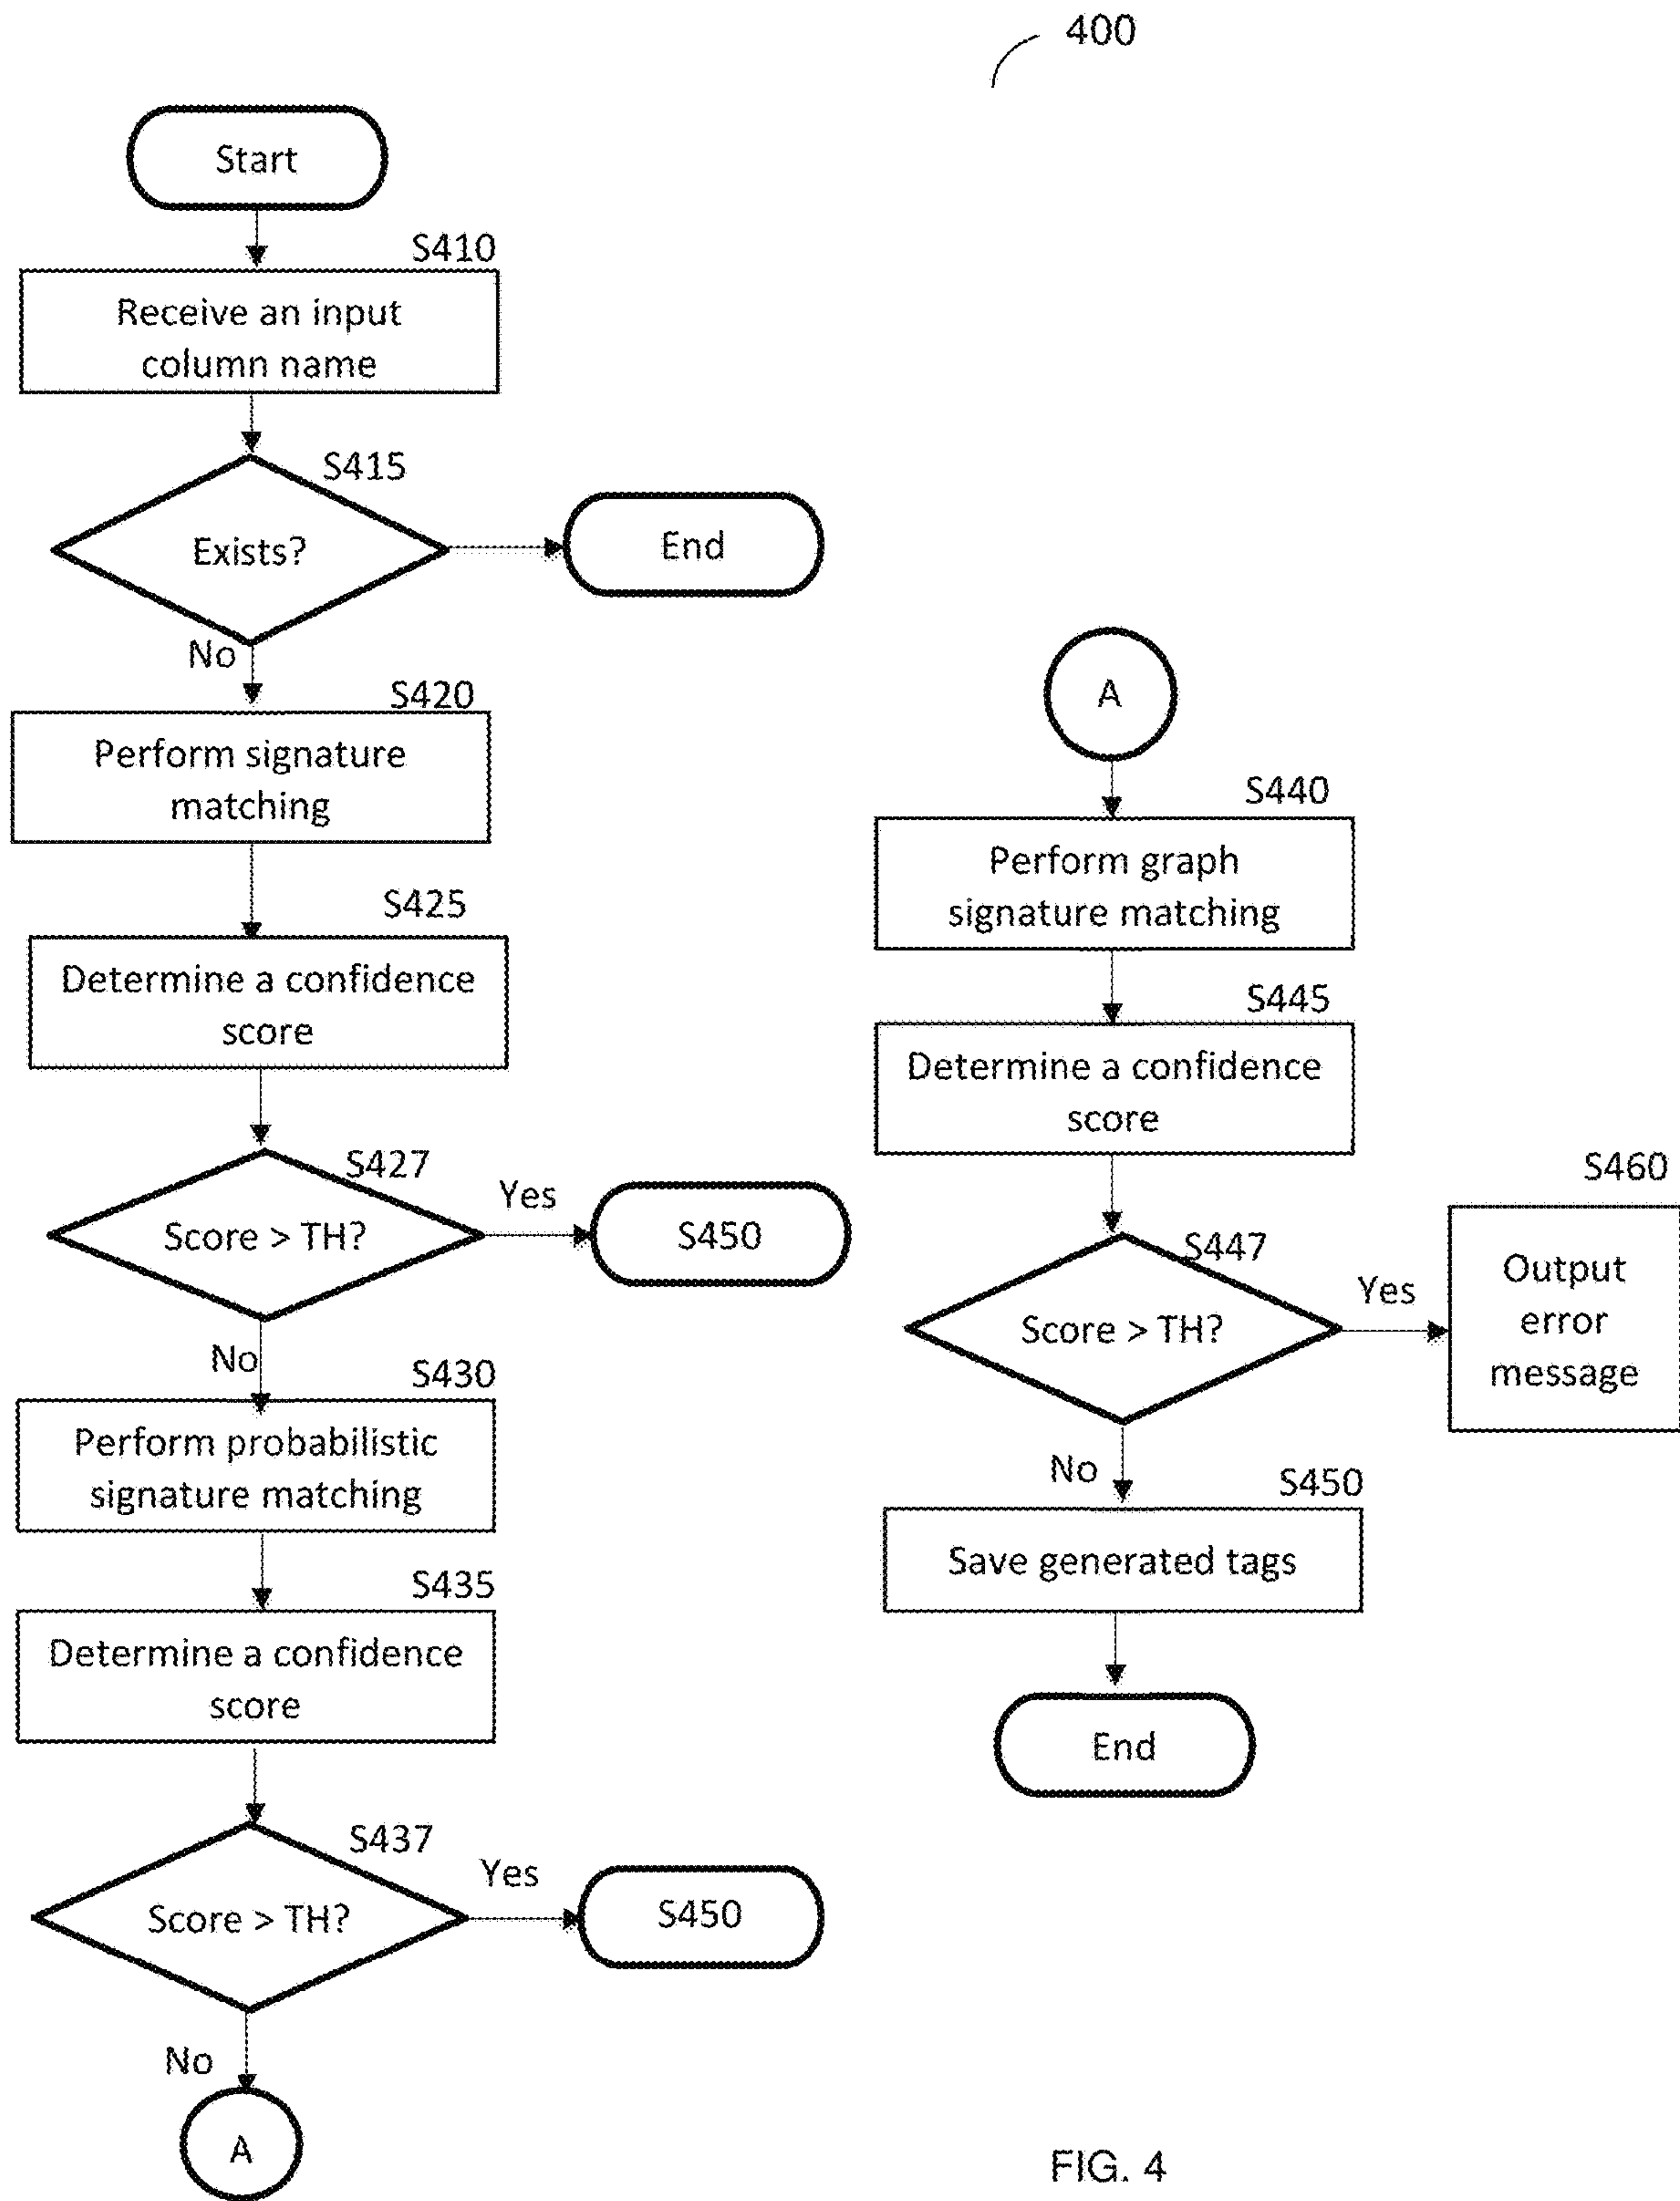 400
Start
S410
Receive an input
column name
S415
Exists?
End
No
S420
Perform signature
matching
S425
Determine a confidence
score
S427
Score > TH?
Yes
S450
No
S430
Perform probabilistic
signature matching
S435
Determine a confidence
score
S437
Score > TH?
Yes
S450
No
A
A
S440
Perform graph
signature matching
S445
Determine a confidence
score
S447
Score > TH?
Yes
S460
Output
error
message
No
S450
Save generated tags
End
FIG. 4